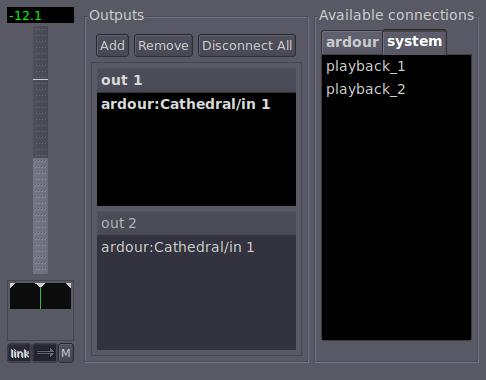 -12.1
Outputs
Add Remove Disconnect All
out 1
ardour:Cathedral/in 1
out 2
ardour:Cathedral/in 1
Available connections
ardour system
playback_1
playback_2
link M